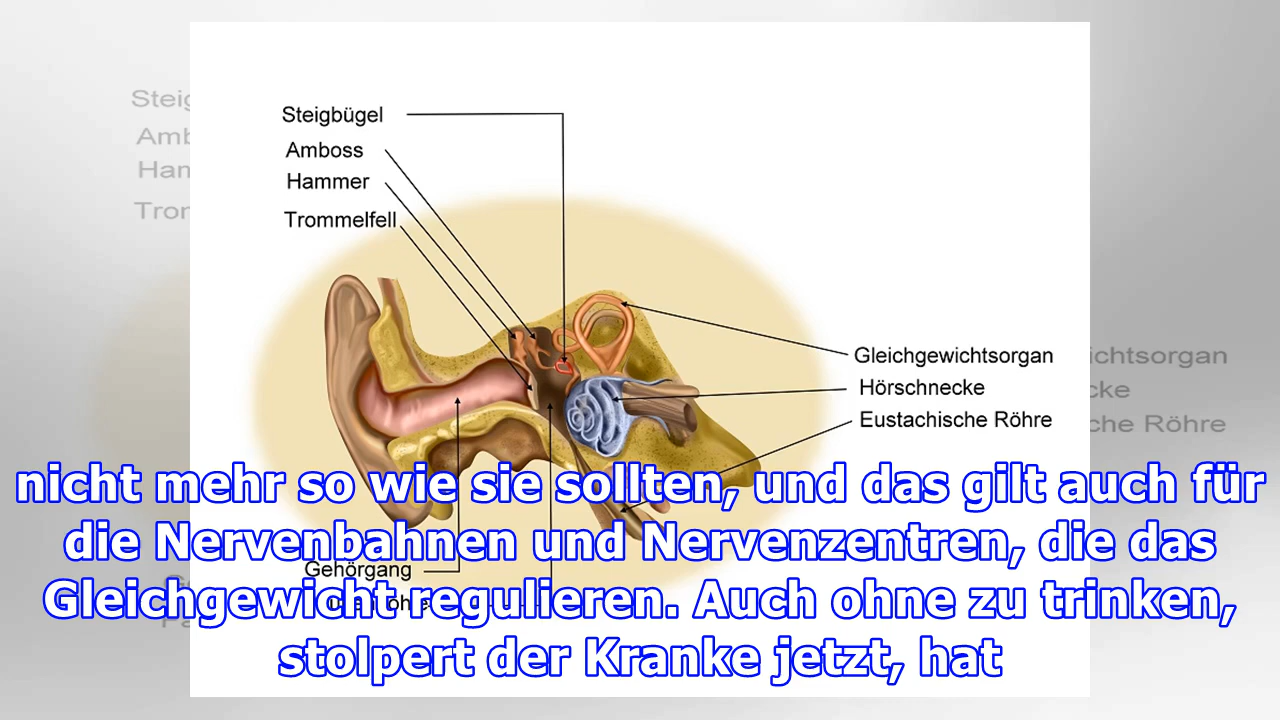 Steigbügel
Amboss
Hammer
Trommelfell
Gleichgewichtsorgan
Hörschnecke
Eustachische Röhre
Gehörgang
nicht mehr so wie sie sollten, und das gilt auch für
die Nervenbahnen und Nervenzentren, die das
Gleichgewicht regulieren. Auch ohne zu trinken,
stolpert der Kranke jetzt, hat